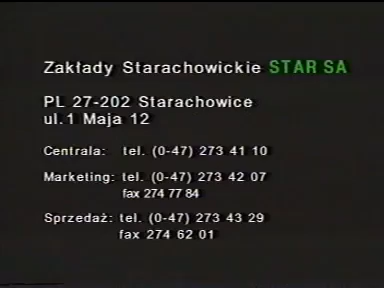 Zakłady Starachowickie STAR SA
PL 27-202 Starachowice
ul.1 Maja 12
Centrala: tel. (0-47) 273 41 10
Marketing: tel. (0-47) 273 42 07
fax 274 77 84
Sprzedaż: tel. (0-47) 273 43 29
fax 274 62 01